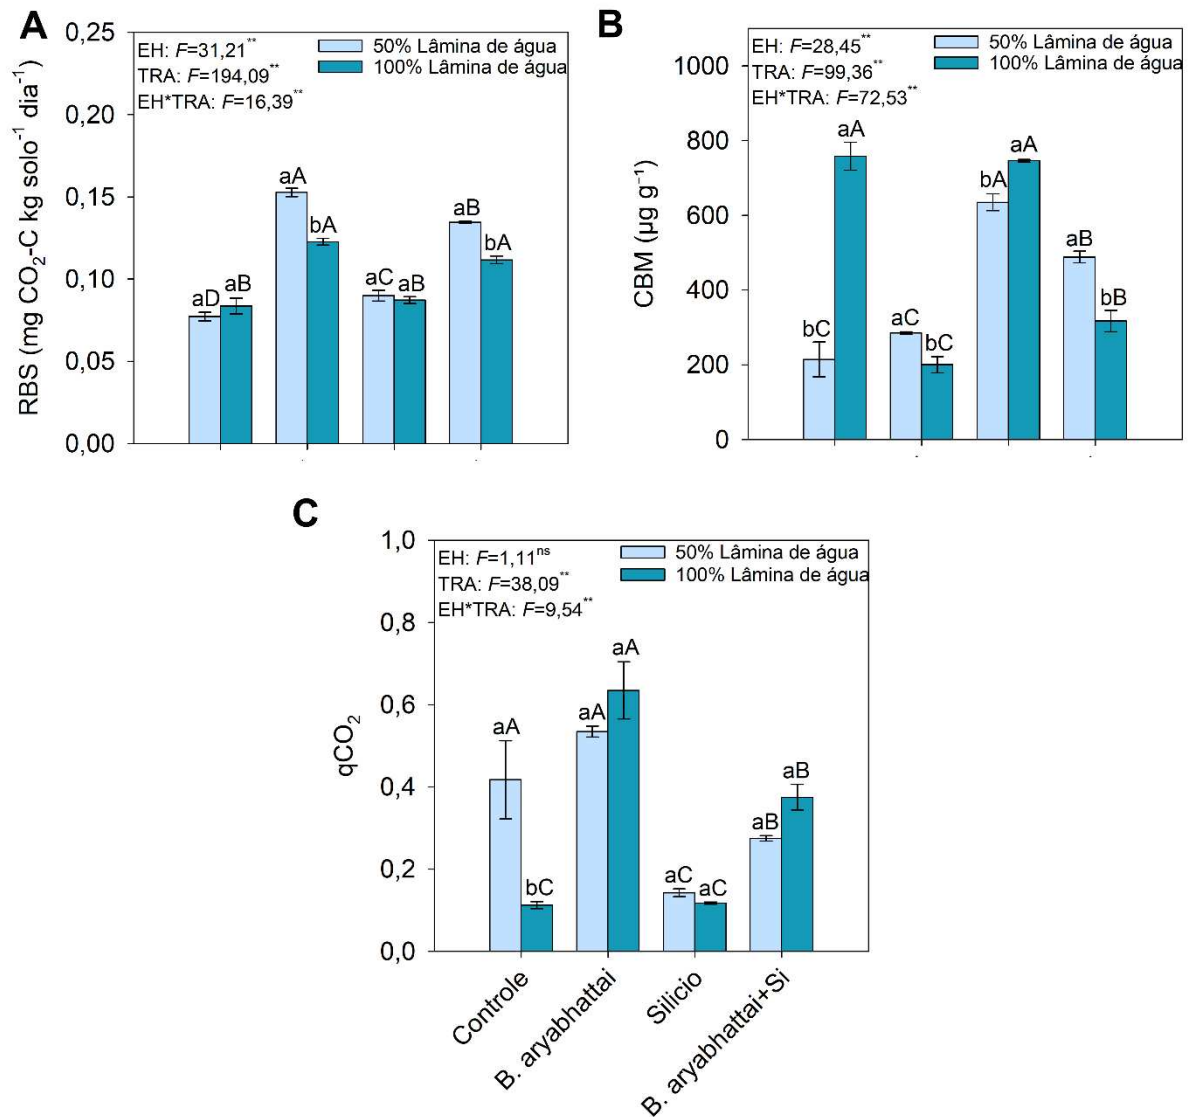 A
0,25
0,20
0,15
0,10
0,05
0,00
RBS (mg CO₂-C kg solo⁻¹ dia⁻¹)
EH: F=31,21**
TRA: F=194,09**
EH*TRA: F=16,39**
50% Lâmina de água
100% Lâmina de água
aD
aB
aA
bA
aC
aB
aB
bA
B
1000
800
600
400
200
0
CBM (µg g⁻¹)
EH: F=28,45**
TRA: F=99,36**
EH*TRA: F=72,53**
50% Lâmina de água
100% Lâmina de água
bC
aA
aC
bC
bA
aA
aB
bB
C
1,0
0,8
0,6
0,4
0,2
0,0
qCO₂
EH: F=1,11ns
TRA: F=38,09**
EH*TRA: F=9,54**
50% Lâmina de água
100% Lâmina de água
aA
bC
aA
aA
aC
aC
aB
aB
Controle
B. aryabhattai
Silicio
B. aryabhattai+Si